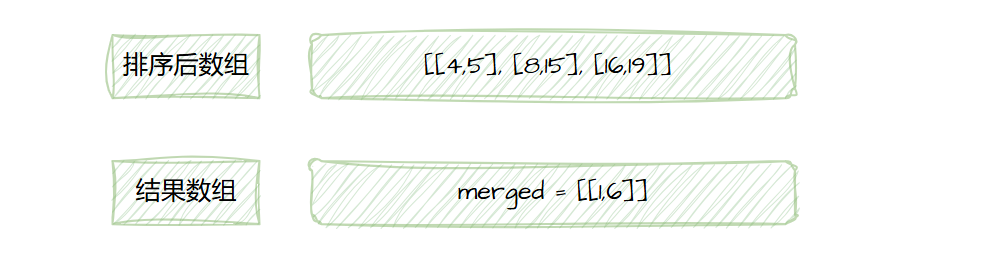 排序后数组
[[4,5], [8,15], [16,19]]
结果数组
merged = [[1,6]]